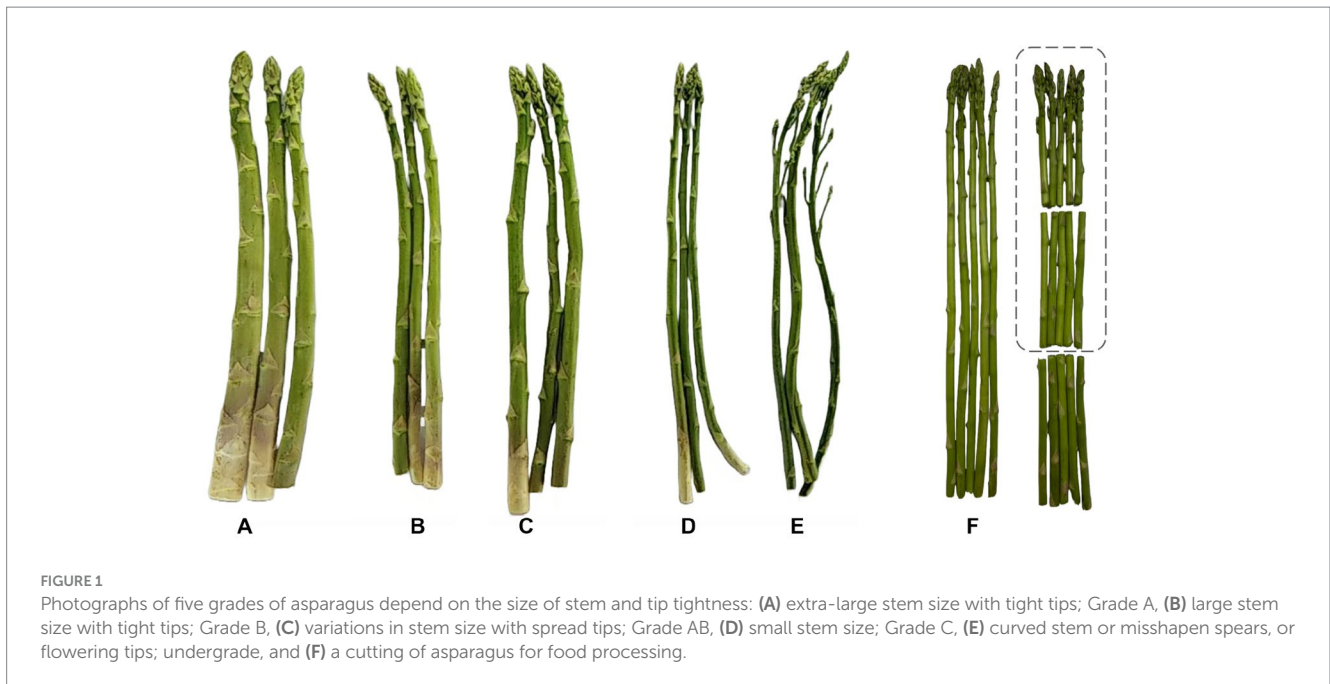 A B C D E F
FIGURE 1
Photographs of five grades of asparagus depend on the size of stem and tip tightness: (A) extra-large stem size with tight tips; Grade A, (B) large stem
size with tight tips; Grade B, (C) variations in stem size with spread tips; Grade AB, (D) small stem size; Grade C, (E) curved stem or misshapen spears, or
flowering tips; undergrade, and (F) a cutting of asparagus for food processing.